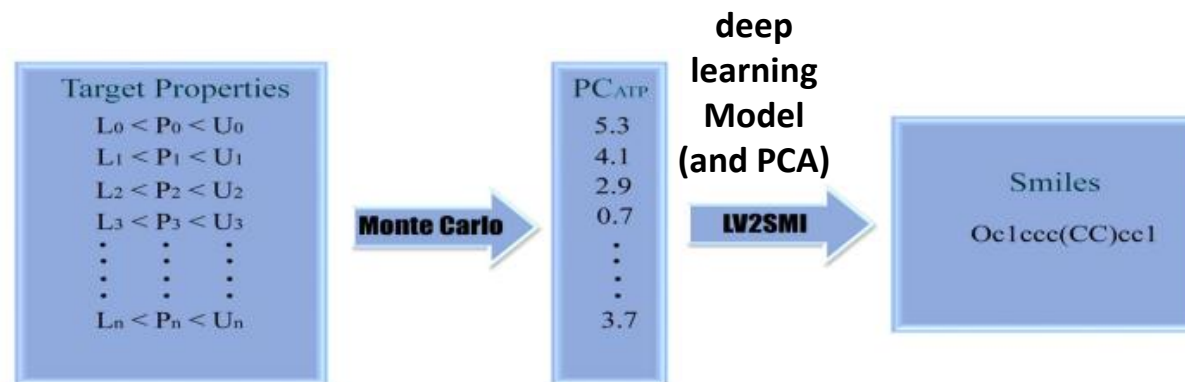 Target Properties
L0 < P0 < U0
L1 < P1 < U1
L2 < P2 < U2
L3 < P3 < U3
Ln < Pn < Un
Monte Carlo
PCATP
5.3
4.1
2.9
0.7
3.7
deep
learning
Model
(and PCA)
LV2SMI
Smiles
Oc1ccc(CC)cc1